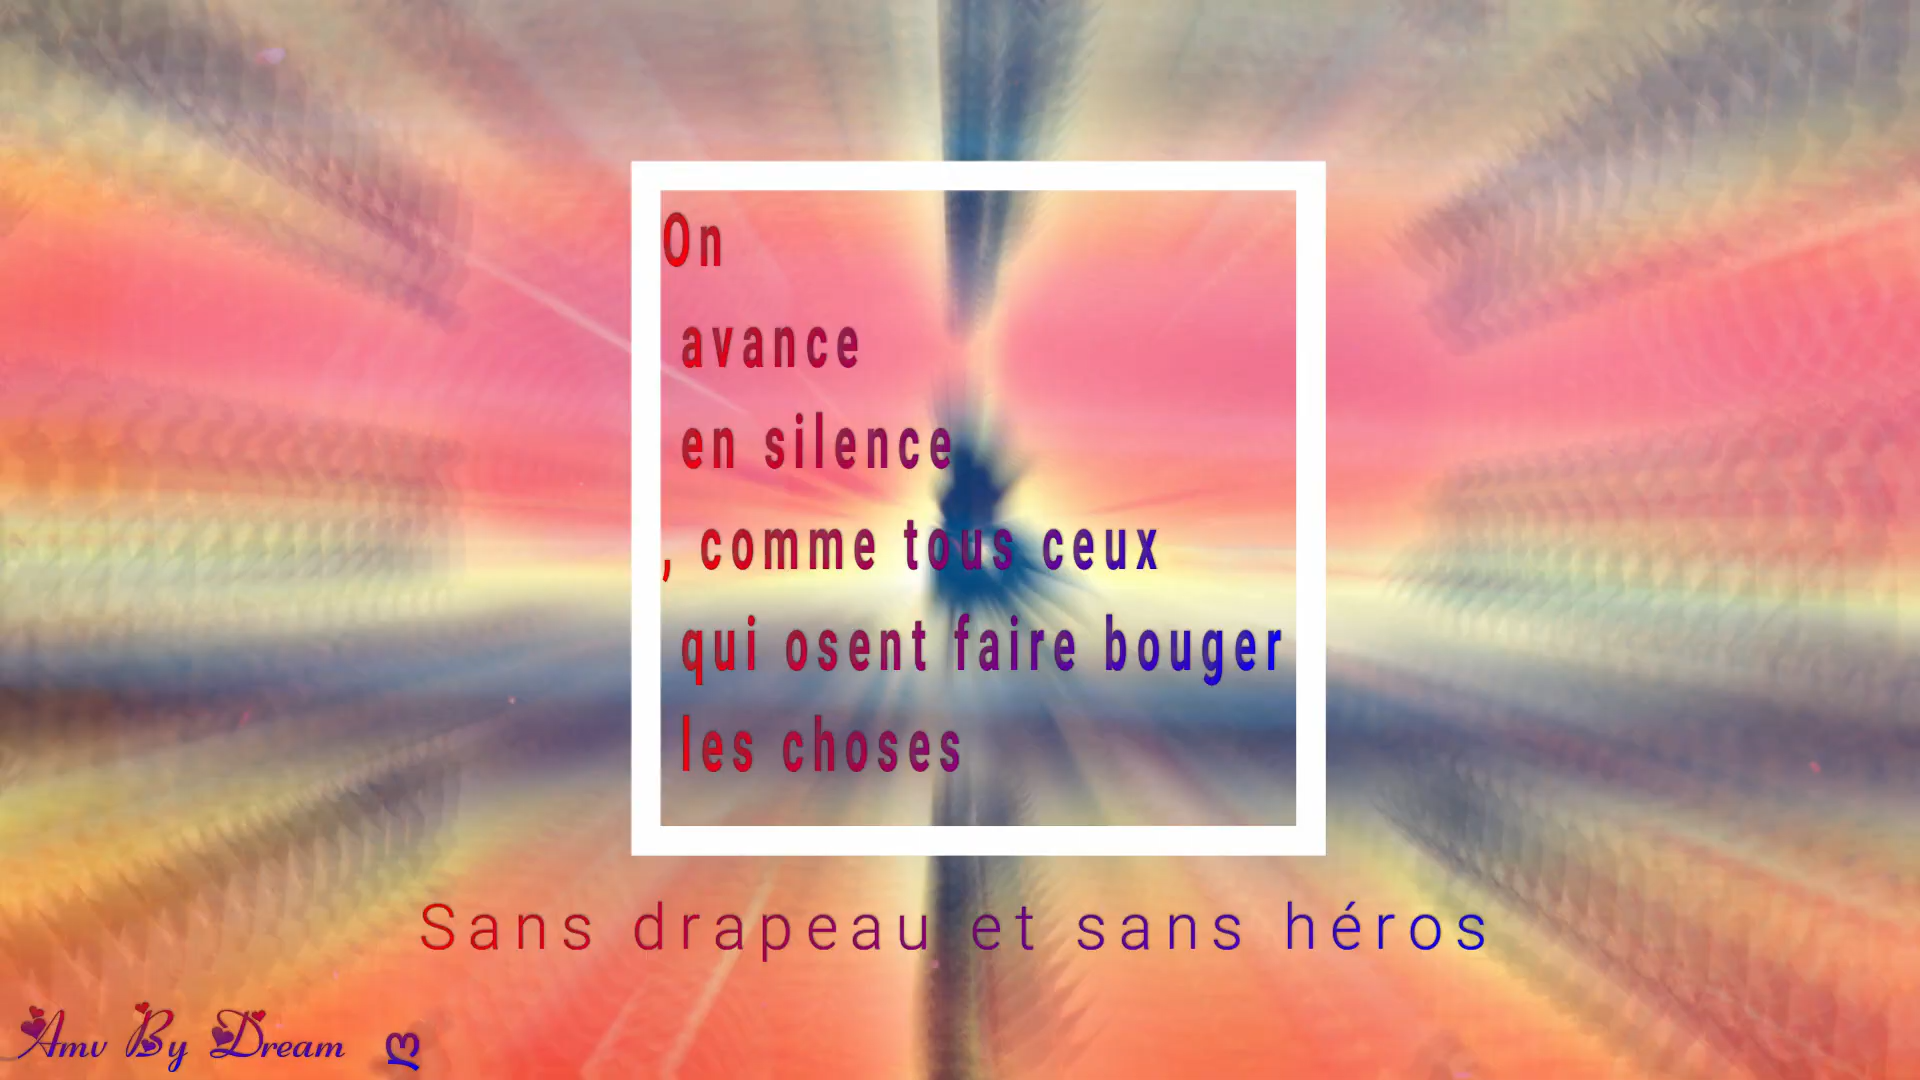 On
avance
en silence
, comme tous ceux
qui osent faire bouger
les choses
Sans drapeau et sans héros
Amv By Dream ღ